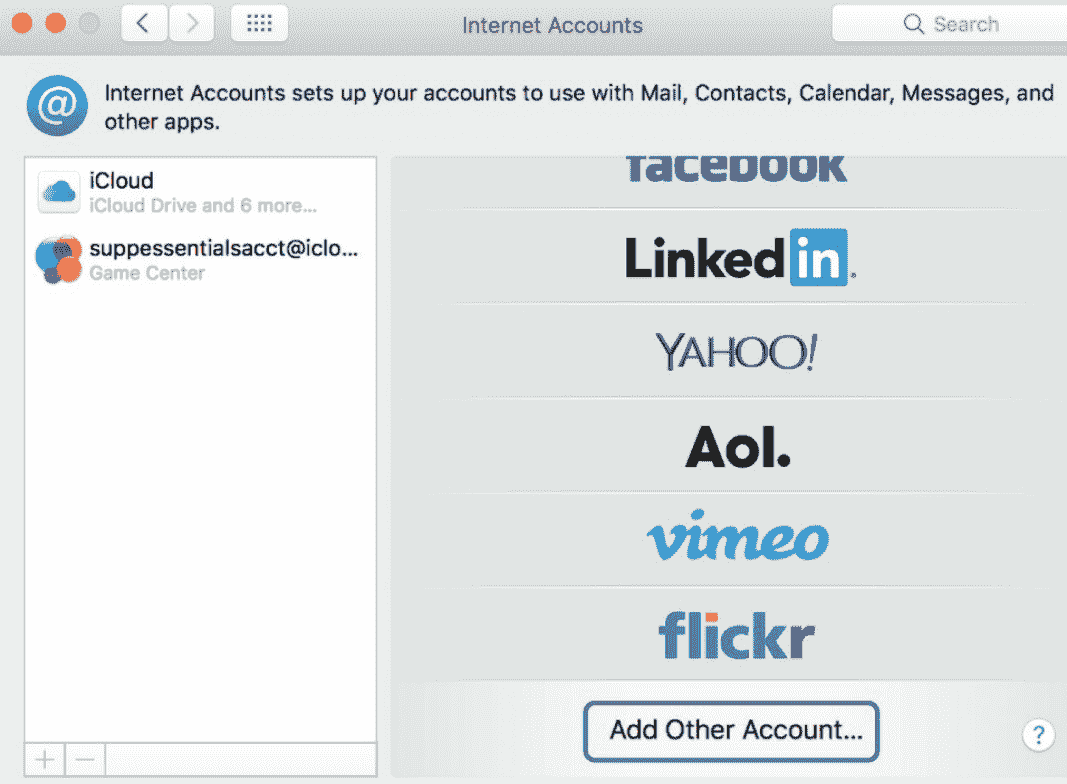 Internet Accounts
Search
Internet Accounts sets up your accounts to use with Mail, Contacts, Calendar, Messages, and
other apps.
iCloud
iCloud Drive and 6 more...
suppessentialsacct@iclo...
Game Center
facebook
Linkedin
YAHOO!
Aol.
vimeo
flickr
Add Other Account...
?